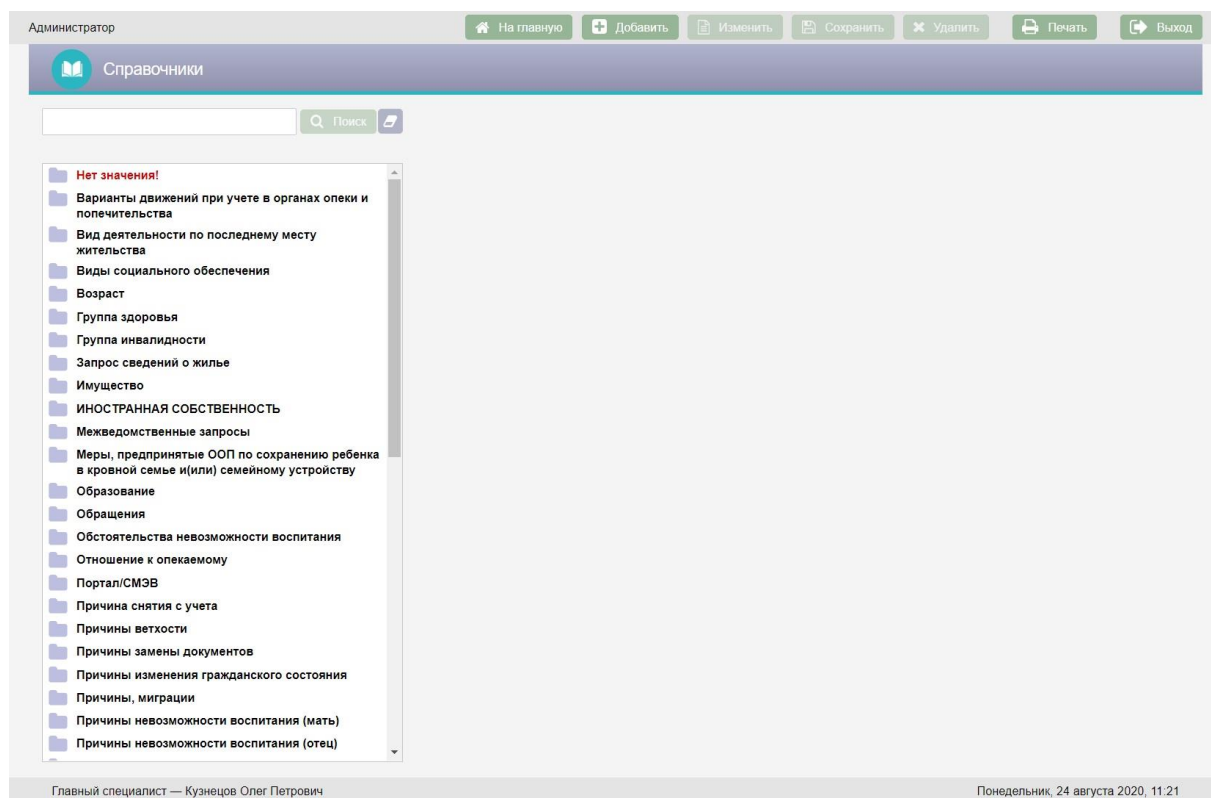 Администратор
На главную
Добавить
Изменить
Сохранить
Удалить
Печать
Выход
Справочники
Поиск
Нет значения!
Варианты движений при учете в органах опеки и
попечительства
Вид деятельности по последнему месту
жительства
Виды социального обеспечения
Возраст
Группа здоровья
Группа инвалидности
Запрос сведений о жилье
Имущество
ИНОСТРАННАЯ СОБСТВЕННОСТЬ
Межведомственные запросы
Меры, предпринятые ООП по сохранению ребенка
в кровной семье и(или) семейному устройству
Образование
Обращения
Обстоятельства невозможности воспитания
Отношение к опекаемому
Портал/СМЭВ
Причина снятия с учета
Причины ветхости
Причины замены документов
Причины изменения гражданского состояния
Причины, миграции
Причины невозможности воспитания (мать)
Причины невозможности воспитания (отец)
Главный специалист — Кузнецов Олег Петрович
Понедельник, 24 августа 2020, 11:21